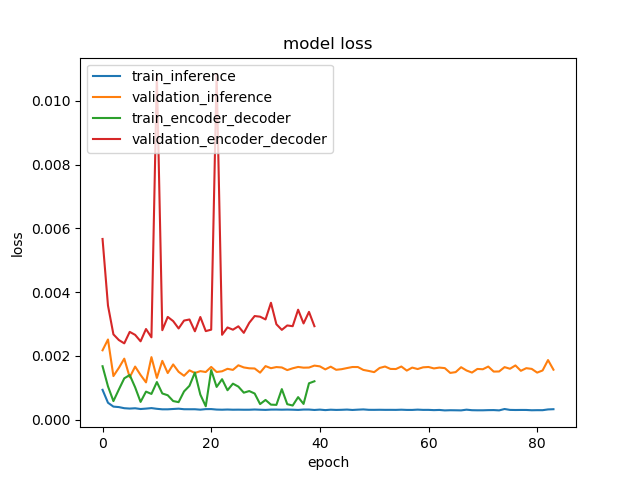 model loss
train_inference
validation_inference
train_encoder_decoder
validation_encoder_decoder
0.010
0.008
0.006
0.004
0.002
0.000
loss
0 20 40 60 80
epoch